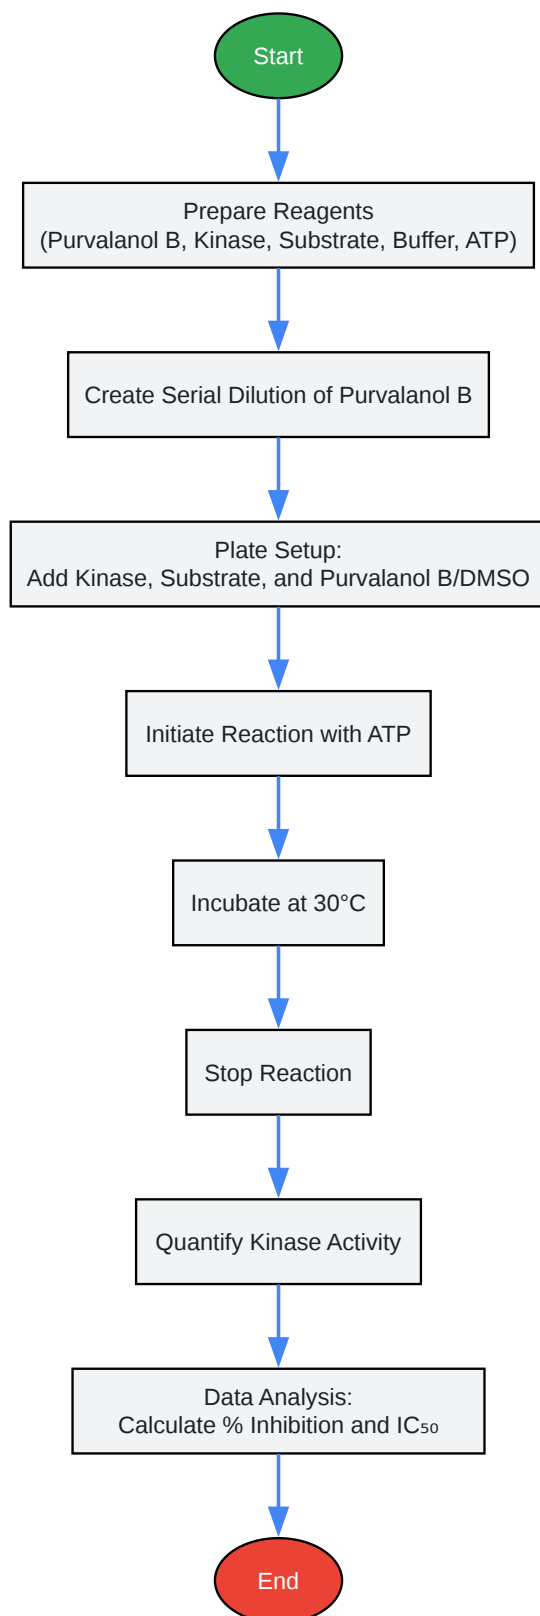 Start
Prepare Reagents
(Purvalanol B, Kinase, Substrate, Buffer, ATP)
Create Serial Dilution of Purvalanol B
Plate Setup:
Add Kinase, Substrate, and Purvalanol B/DMSO
Initiate Reaction with ATP
Incubate at 30°C
Stop Reaction
Quantify Kinase Activity
Data Analysis:
Calculate % Inhibition and IC₅₀
End